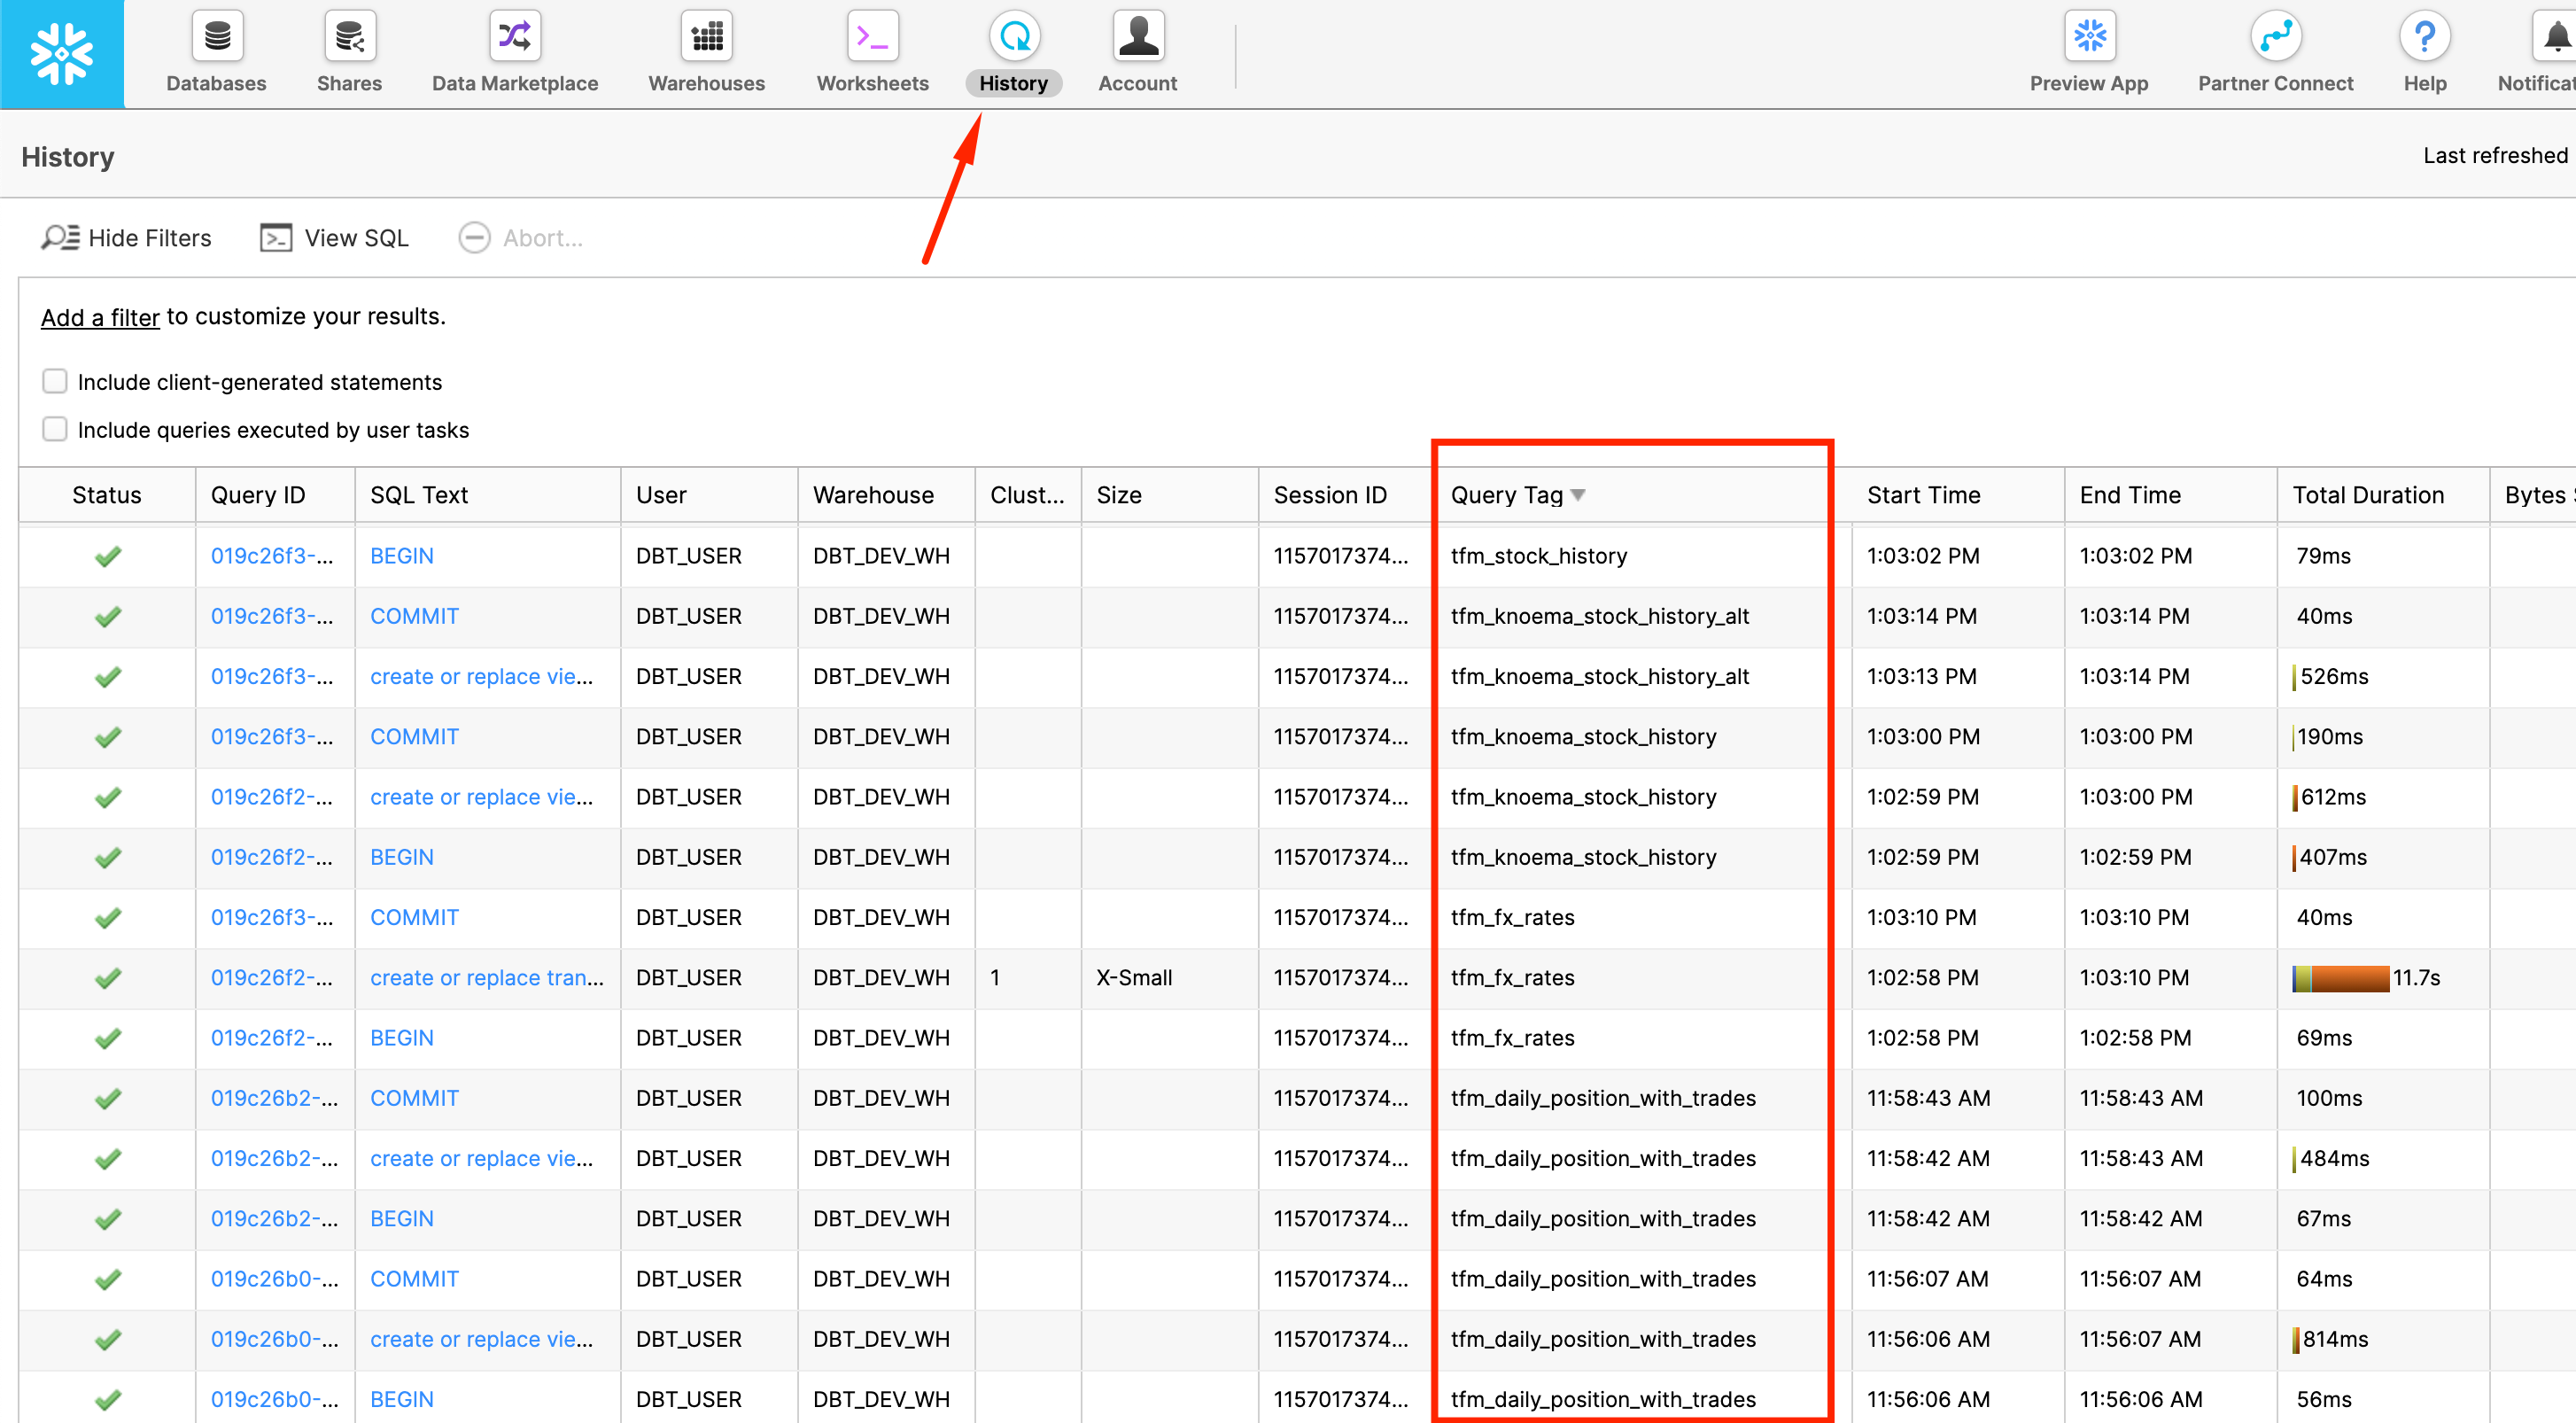 Databases Shares Data Marketplace Warehouses Worksheets History Account Preview App Partner Connect Help Notificat
History Last refreshed
Hide Filters View SQL Abort...
Add a filter to customize your results.
Include client-generated statements
Include queries executed by user tasks
Status Query ID SQL Text User Warehouse Clust... Size Session ID Query Tag Start Time End Time Total Duration Bytes S
019c26f3-... BEGIN DBT_USER DBT_DEV_WH 1157017374... tfm_stock_history 1:03:02 PM 1:03:02 PM 79ms
019c26f3-... COMMIT DBT_USER DBT_DEV_WH 1157017374... tfm_knoema_stock_history_alt 1:03:14 PM 1:03:14 PM 40ms
019c26f3-... create or replace vie... DBT_USER DBT_DEV_WH 1157017374... tfm_knoema_stock_history_alt 1:03:13 PM 1:03:14 PM 526ms
019c26f3-... COMMIT DBT_USER DBT_DEV_WH 1157017374... tfm_knoema_stock_history 1:03:00 PM 1:03:00 PM 190ms
019c26f2-... create or replace vie... DBT_USER DBT_DEV_WH 1157017374... tfm_knoema_stock_history 1:02:59 PM 1:03:00 PM 612ms
019c26f2-... BEGIN DBT_USER DBT_DEV_WH 1157017374... tfm_knoema_stock_history 1:02:59 PM 1:02:59 PM 407ms
019c26f3-... COMMIT DBT_USER DBT_DEV_WH 1157017374... tfm_fx_rates 1:03:10 PM 1:03:10 PM 40ms
019c26f2-... create or replace tran... DBT_USER DBT_DEV_WH 1 X-Small 1157017374... tfm_fx_rates 1:02:58 PM 1:03:10 PM 11.7s
019c26f2-... BEGIN DBT_USER DBT_DEV_WH 1157017374... tfm_fx_rates 1:02:58 PM 1:02:58 PM 69ms
019c26b2-... COMMIT DBT_USER DBT_DEV_WH 1157017374... tfm_daily_position_with_trades 11:58:43 AM 11:58:43 AM 100ms
019c26b2-... create or replace vie... DBT_USER DBT_DEV_WH 1157017374... tfm_daily_position_with_trades 11:58:42 AM 11:58:43 AM 484ms
019c26b2-... BEGIN DBT_USER DBT_DEV_WH 1157017374... tfm_daily_position_with_trades 11:58:42 AM 11:58:42 AM 67ms
019c26b0-... COMMIT DBT_USER DBT_DEV_WH 1157017374... tfm_daily_position_with_trades 11:56:07 AM 11:56:07 AM 64ms
019c26b0-... create or replace vie... DBT_USER DBT_DEV_WH 1157017374... tfm_daily_position_with_trades 11:56:06 AM 11:56:07 AM 814ms
019c26b0-... BEGIN DBT_USER DBT_DEV_WH 1157017374... tfm_daily_position_with_trades 11:56:06 AM 11:56:06 AM 56ms